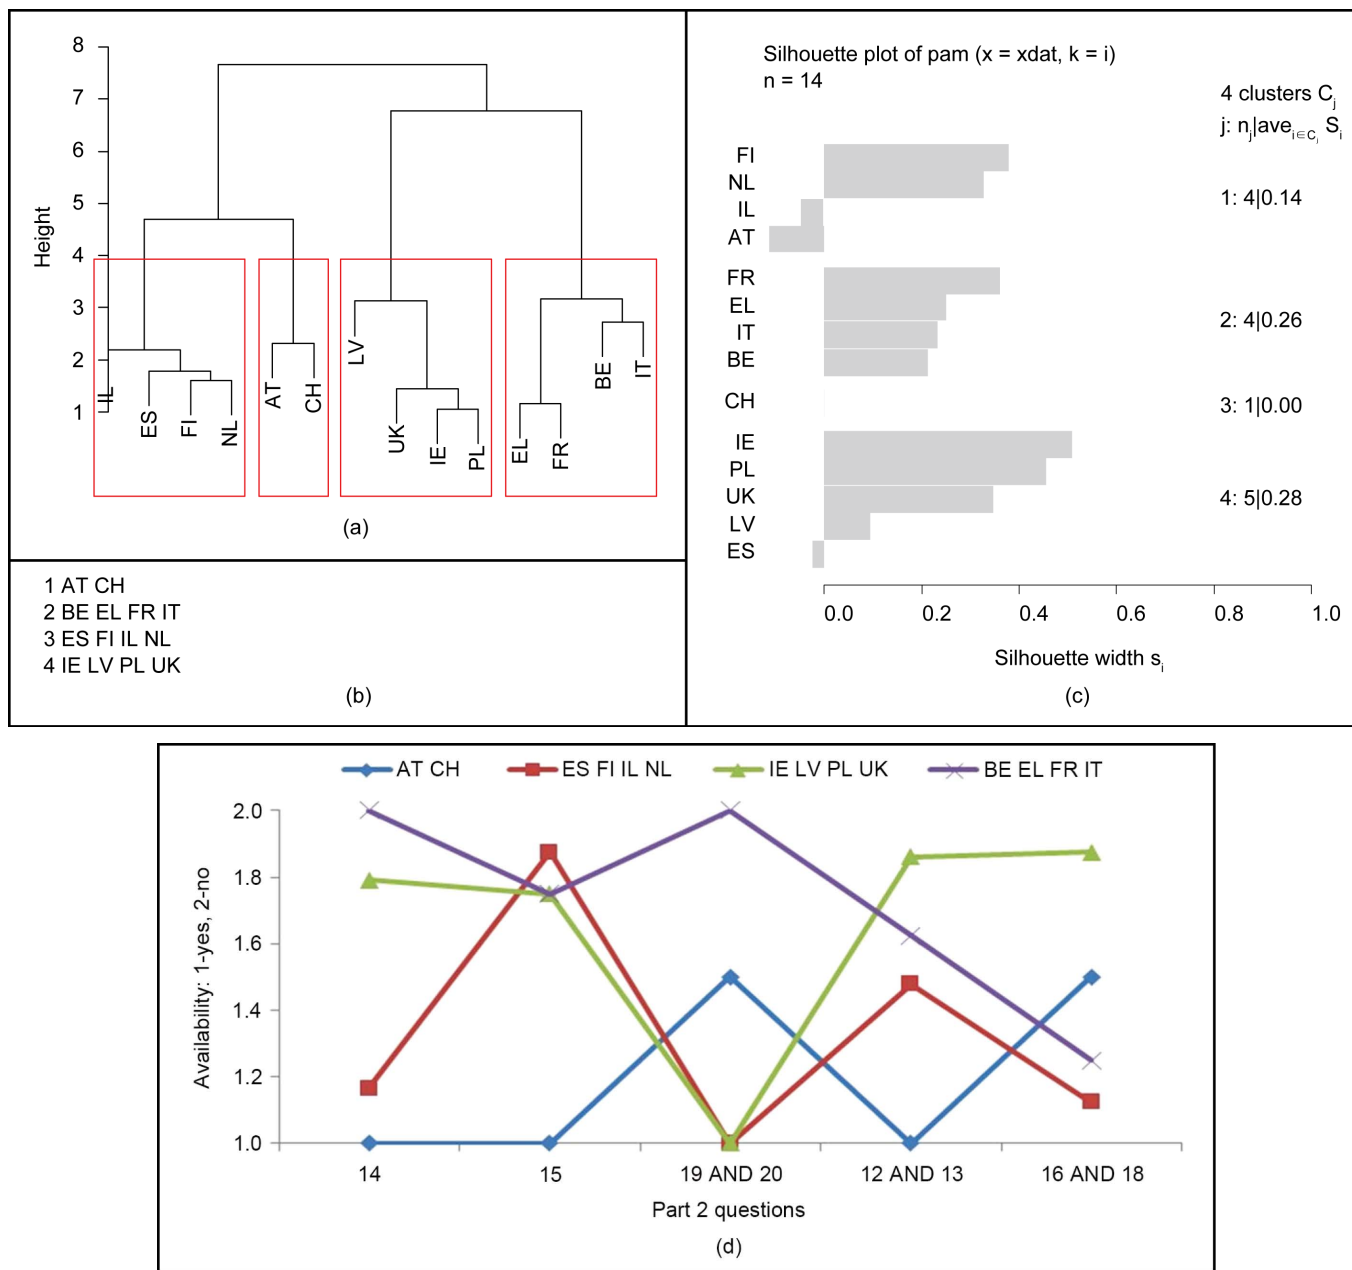 8
7
6
5
4
3
2
1
Height
IL
ES
FI
NL
AT
CH
LV
UK
IE
PL
EL
FR
BE
IT
(a)
1 AT CH
2 BE EL FR IT
3 ES FI IL NL
4 IE LV PL UK
(b)
Silhouette plot of pam (x = xdat, k = i)
n = 14
4 clusters Cj
j: nj|ave i∈Cj Si
FI
NL
IL
AT
1: 4|0.14
FR
EL
IT
BE
2: 4|0.26
CH
3: 1|0.00
IE
PL
UK
LV
ES
4: 5|0.28
0.0 0.2 0.4 0.6 0.8 1.0
Silhouette width si
(c)
AT CH ES FI IL NL IE LV PL UK BE EL FR IT
2.0
1.8
1.6
1.4
1.2
1.0
Availability: 1-yes, 2-no
14 15 19 AND 20 12 AND 13 16 AND 18
Part 2 questions
(d)